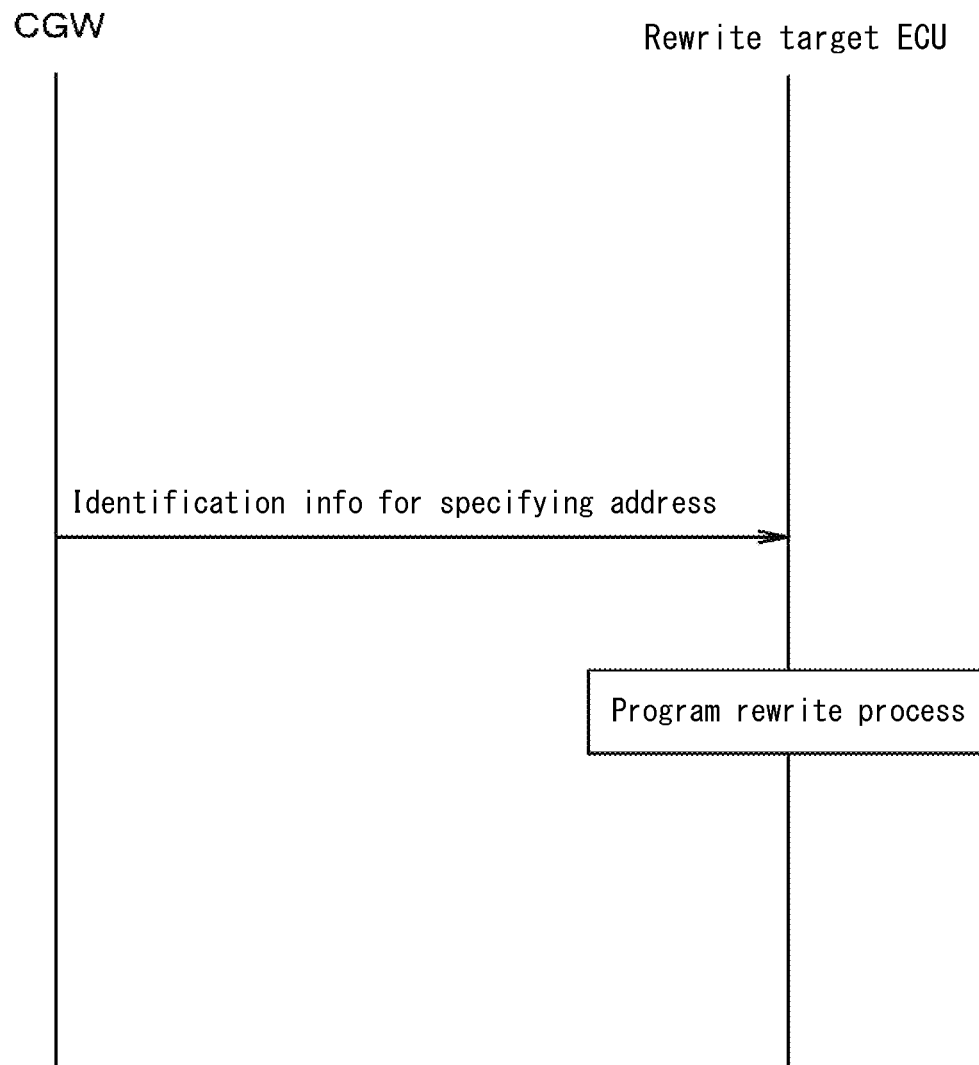 CGW
Rewrite target ECU
Identification info for specifying address
Program rewrite process